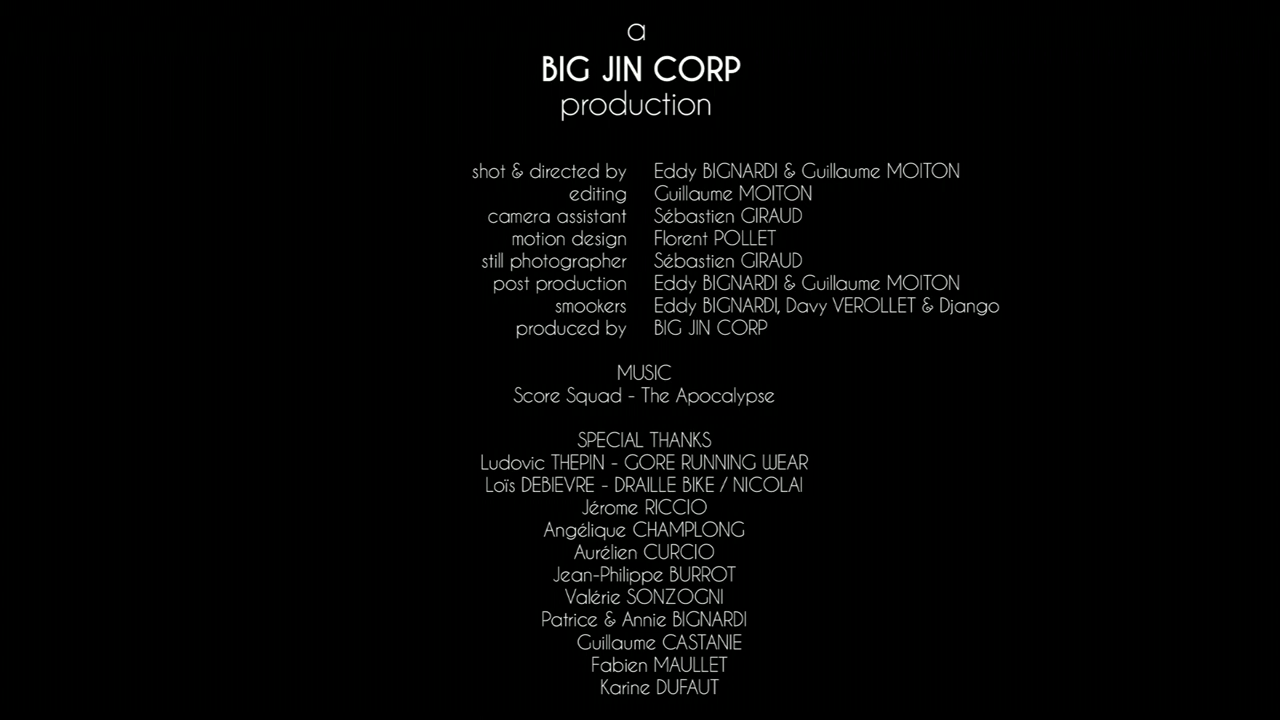 a
BIG JIN CORP
production
shot & directed by Eddy BIGNARDI & Guillaume MOITON
editing Guillaume MOITON
camera assistant Sébastien GIRAUD
motion design Florent POLLET
still photographer Sébastien GIRAUD
post production Eddy BIGNARDI & Guillaume MOITON
smookers Eddy BIGNARDI, Davy VEROLLET & Django
produced by BIG JIN CORP
MUSIC
Score Squad - The Apocalypse
SPECIAL THANKS
Ludovic THEPIN - GORE RUNNING WEAR
Loïs DEBIEVRE - DRAILLE BIKE / NICOLAI
Jérome RICCIO
Angélique CHAMPLONG
Aurélien CURCIO
Jean-Philippe BURROT
Valérie SONZOGNI
Patrice & Annie BIGNARDI
Guillaume CASTANIE
Fabien MAULLET
Karine DUFAUT